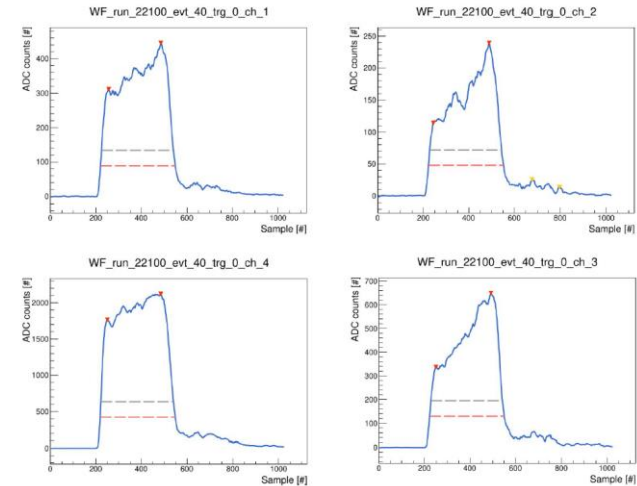 WF_run_22100_evt_40_trg_0_ch_1
ADC counts [#]
400
300
200
100
0
0 200 400 600 800 1000
Sample [#]
WF_run_22100_evt_40_trg_0_ch_2
ADC counts [#]
250
200
150
100
50
0
0 200 400 600 800 1000
Sample [#]
WF_run_22100_evt_40_trg_0_ch_4
ADC counts [#]
2000
1500
1000
500
0
0 200 400 600 800 1000
Sample [#]
WF_run_22100_evt_40_trg_0_ch_3
ADC counts [#]
700
600
500
400
300
200
100
0
0 200 400 600 800 1000
Sample [#]